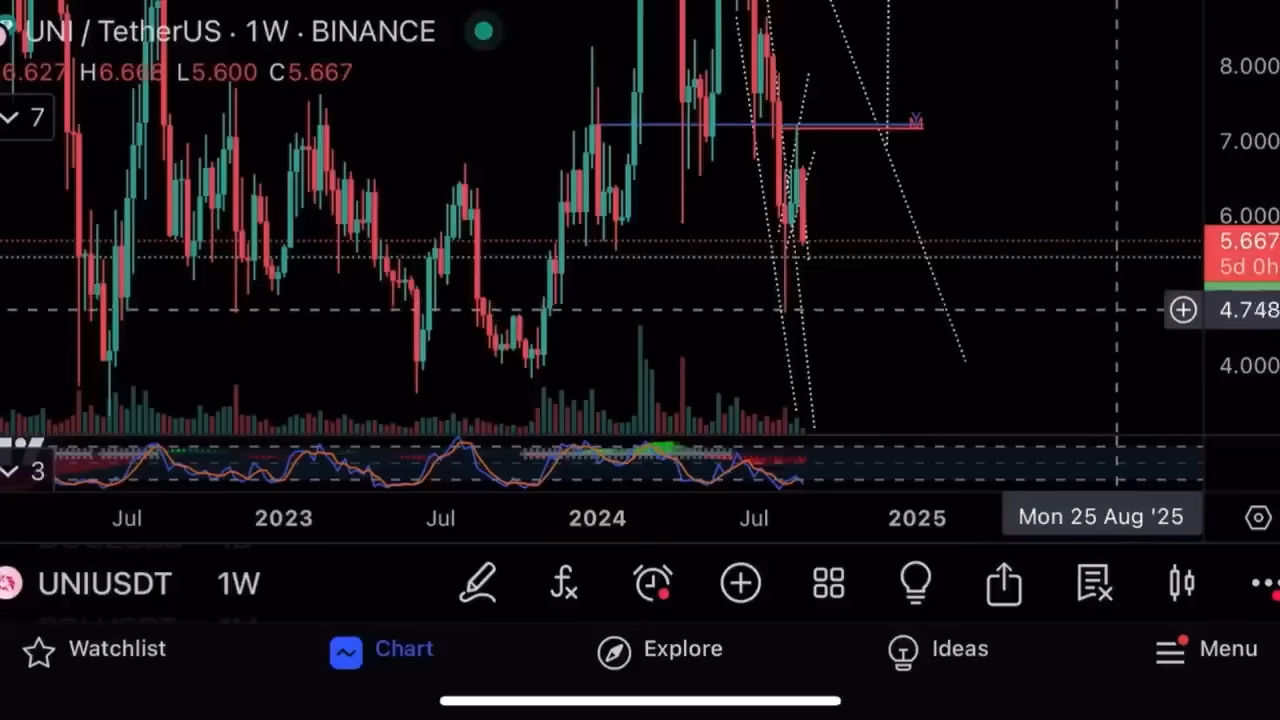 UNI / TetherUS · 1W · BINANCE
6.627 H6.668 L5.600 C5.667
7
8.000
7.000
6.000
5.667
5d 0h
4.748
4.000
3
Jul 2023 Jul 2024 Jul 2025 Mon 25 Aug '25
UNIUSDT 1W
Watchlist Chart Explore Ideas Menu